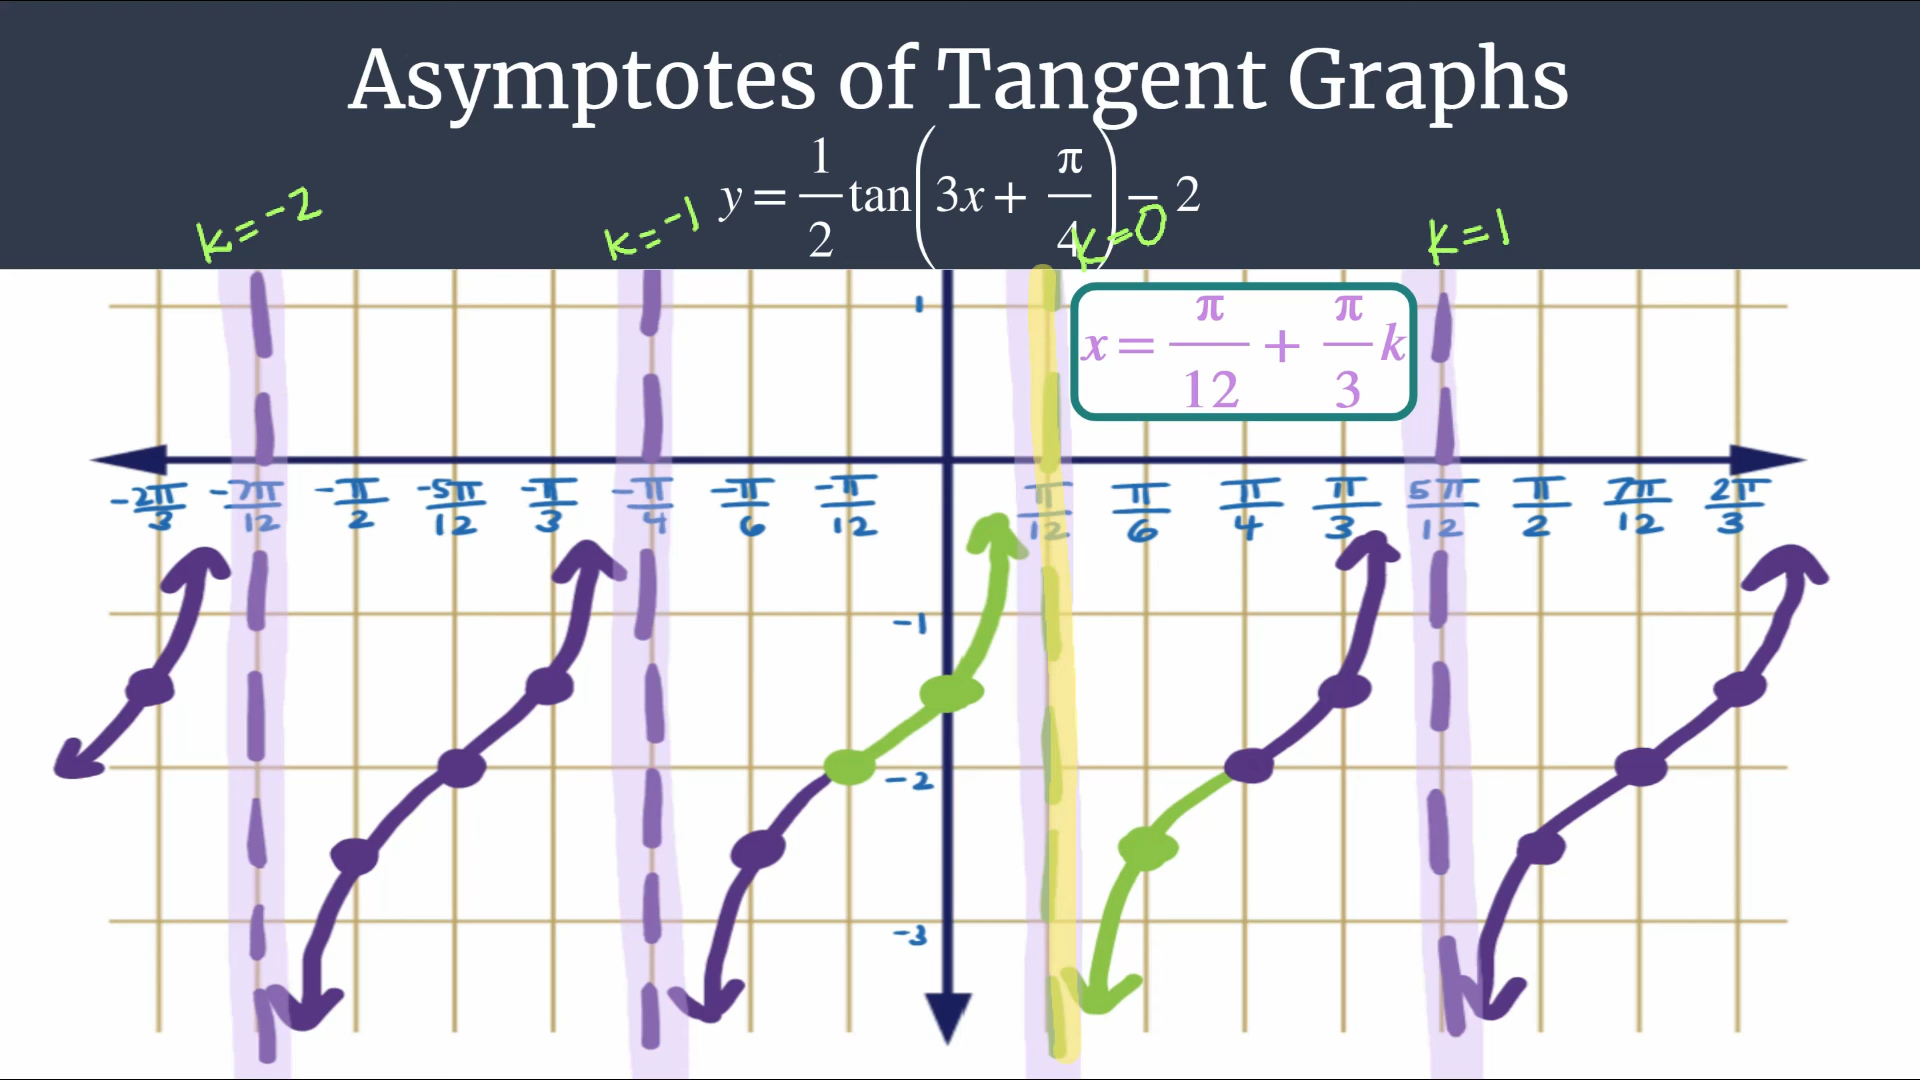 Asymptotes of Tangent Graphs
y = 1/2 tan(3x + π/4) − 2
k=-2 k=-1 k=0 k=1
1
x = π/12 + π/3 k
-2π/3 -7π/12 -π/2 -5π/12 -π/3 -π/4 -π/6 -π/12 π/12 π/6 π/4 π/3 5π/12 π/2 7π/12 2π/3
-1
-2
-3